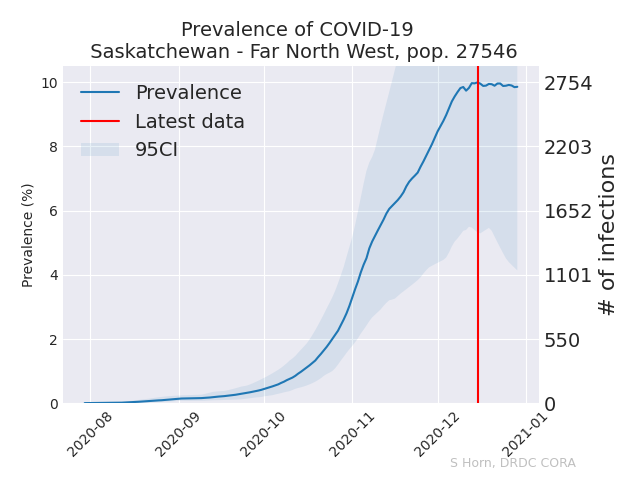 Prevalence of COVID-19
Saskatchewan - Far North West, pop. 27546
Prevalence
Latest data
95CI
Prevalence (%)
10
8
6
4
2
0
2754
2203
1652
1101
550
0
# of infections
2020-08
2020-09
2020-10
2020-11
2020-12
2021-01
S Horn, DRDC CORA